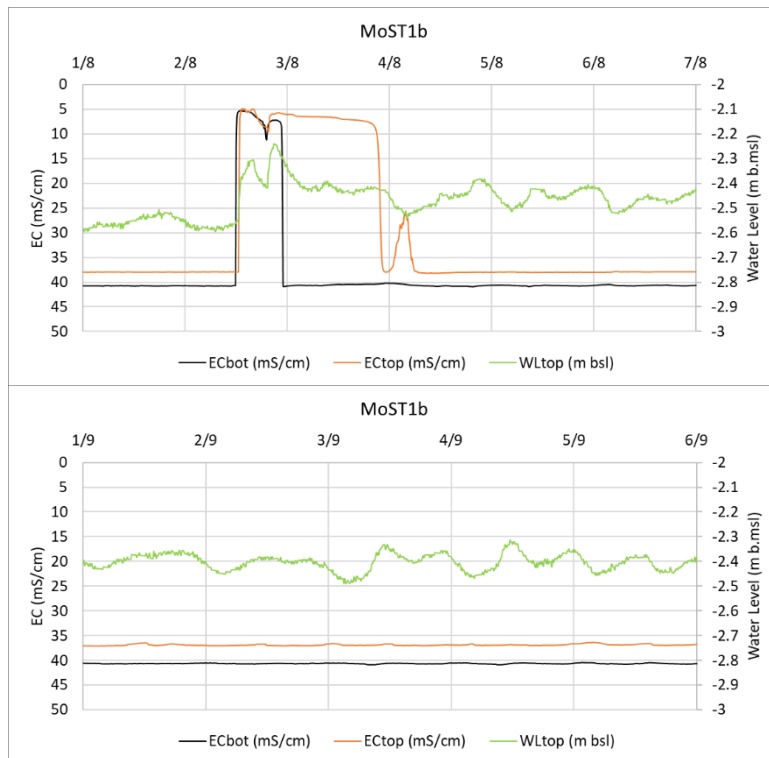 MoST1b
1/8 2/8 3/8 4/8 5/8 6/8 7/8
0 -2
5 -2.1
10 -2.2
15 -2.3
20 -2.4
25 -2.5
30 -2.6
35 -2.7
40 -2.8
45 -2.9
50 -3
EC (mS/cm)
Water Level (m b.msl)
ECbot (mS/cm) ECtop (mS/cm) WLtop (m bsl)
MoST1b
1/9 2/9 3/9 4/9 5/9 6/9
0 -2
5 -2.1
10 -2.2
15 -2.3
20 -2.4
25 -2.5
30 -2.6
35 -2.7
40 -2.8
45 -2.9
50 -3
EC (mS/cm)
Water Level (m b.msl)
ECbot (mS/cm) ECtop (mS/cm) WLtop (m bsl)